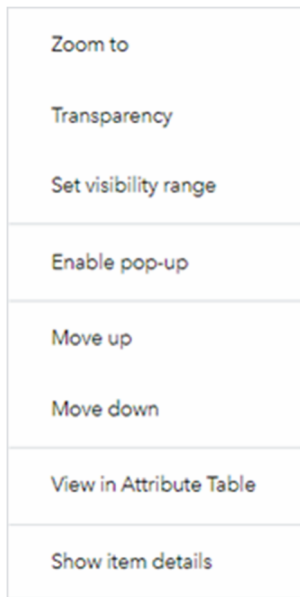 Zoom to
Transparency
Set visibility range
Enable pop-up
Move up
Move down
View in Attribute Table
Show item details